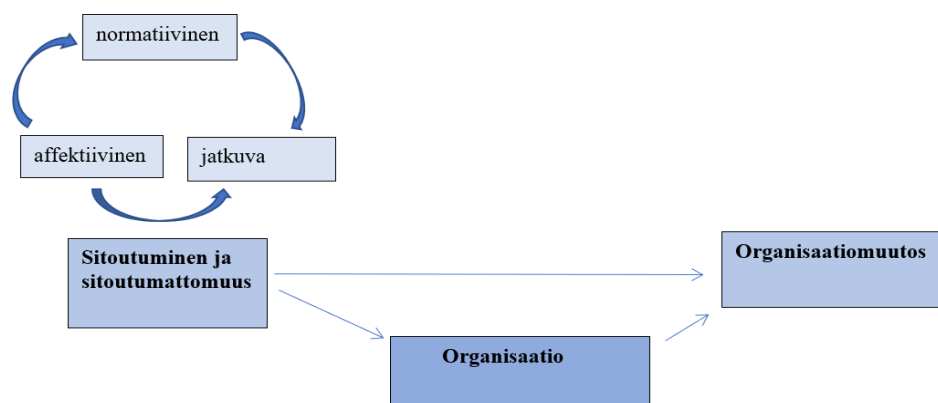 normatiivinen
affektiivinen
jatkuva
Sitoutuminen ja
sitoutumattomuus
Organisaatiomuutos
Organisaatio